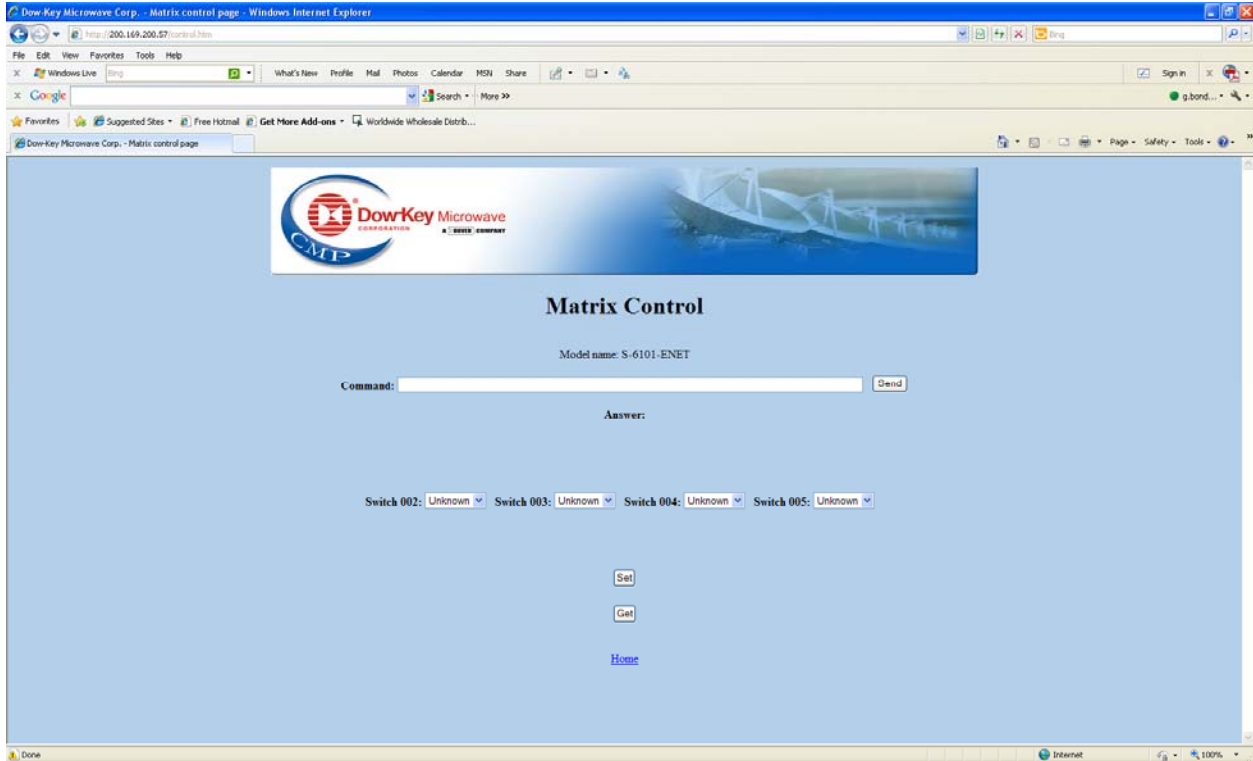 Dow-Key Microwave Corp. - Matrix control page - Windows Internet Explorer
http://200.169.200.57/control.htm
Bing
File Edit View Favorites Tools Help
x Windows Live Bing What's New Profile Mail Photos Calendar MSN Share Sign in x
x Google Search More >> g.bond...
Favorites Suggested Sites Free Hotmail Get More Add-ons Worldwide Wholesale Distrib...
Dow-Key Microwave Corp. - Matrix control page Page Safety Tools
DowKey Microwave
CORPORATION A DOVER COMPANY
CMP
Matrix Control
Model name: S-6101-ENET
Command: Send
Answer:
Switch 002: Unknown Switch 003: Unknown Switch 004: Unknown Switch 005: Unknown
Set
Get
Home
Done Internet 100%